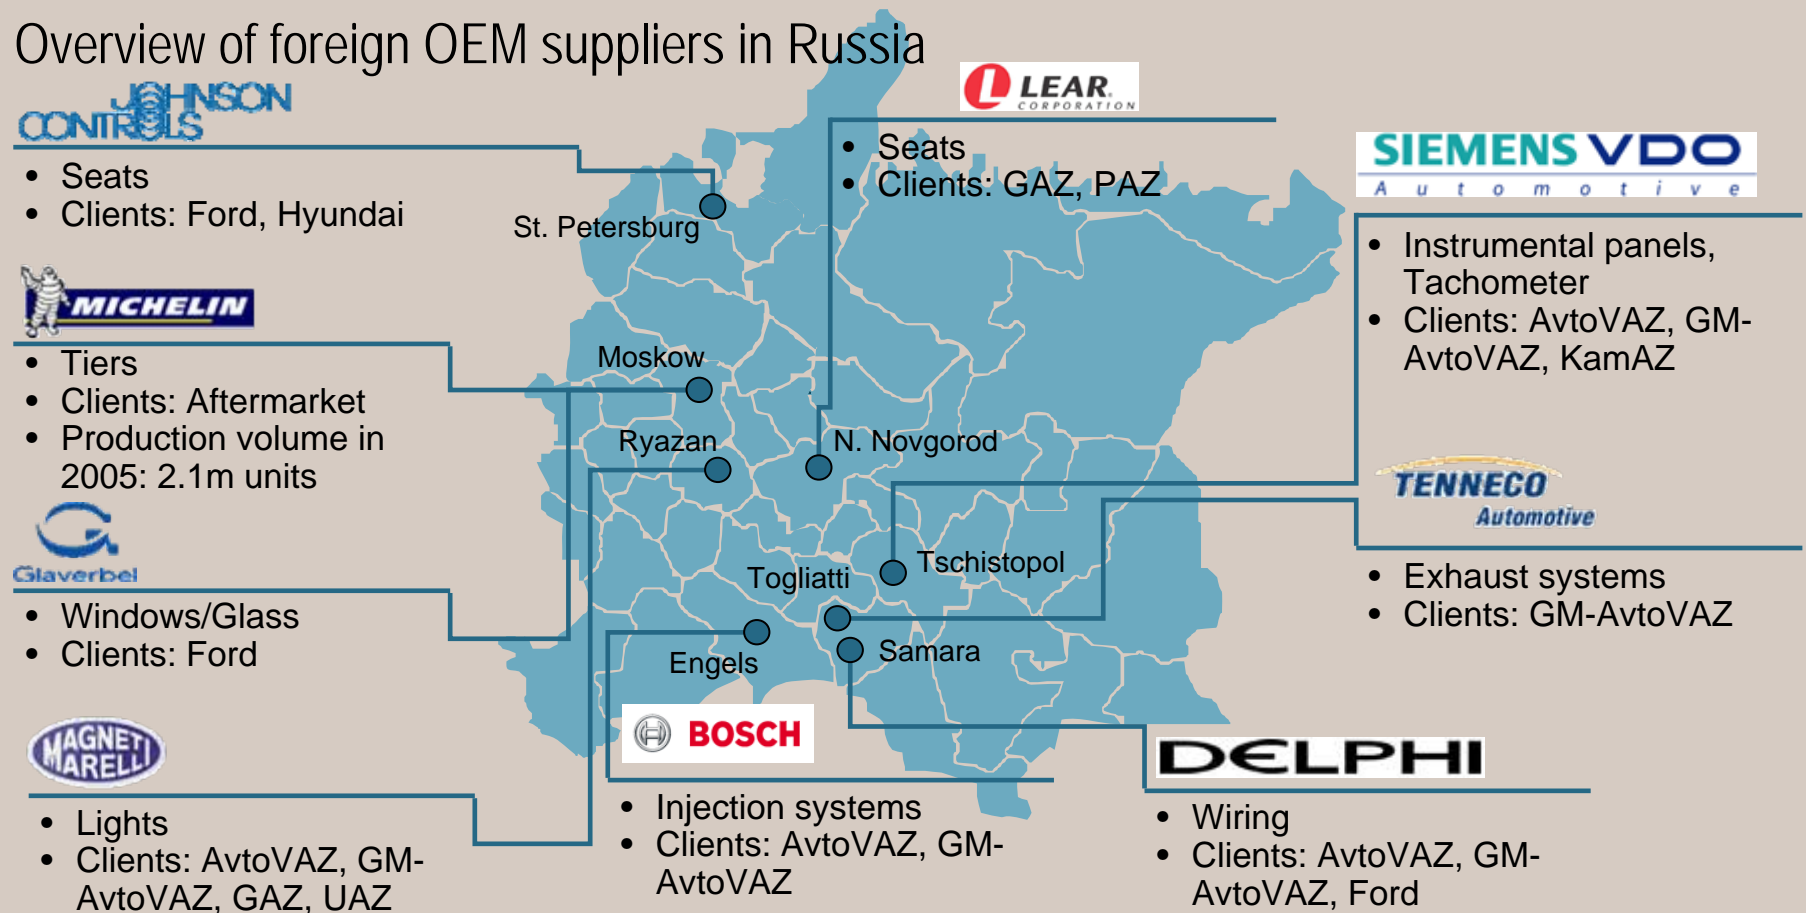 Overview of foreign OEM suppliers in Russia
JOHNSON
CONTROLS
• Seats
• Clients: Ford, Hyundai
MICHELIN
• Tiers
• Clients: Aftermarket
• Production volume in
2005: 2.1m units
Glaverbel
• Windows/Glass
• Clients: Ford
MAGNETI
MARELLI
• Lights
• Clients: AvtoVAZ, GM-
AvtoVAZ, GAZ, UAZ
LEAR.
CORPORATION
• Seats
• Clients: GAZ, PAZ
St. Petersburg
Moskow
Ryazan
N. Novgorod
Tschistopol
Togliatti
Engels
Samara
BOSCH
• Injection systems
• Clients: AvtoVAZ, GM-
AvtoVAZ
SIEMENS VDO
Automotive
• Instrumental panels,
Tachometer
• Clients: AvtoVAZ, GM-
AvtoVAZ, KamAZ
TENNECO
Automotive
• Exhaust systems
• Clients: GM-AvtoVAZ
DELPHI
• Wiring
• Clients: AvtoVAZ, GM-
AvtoVAZ, Ford